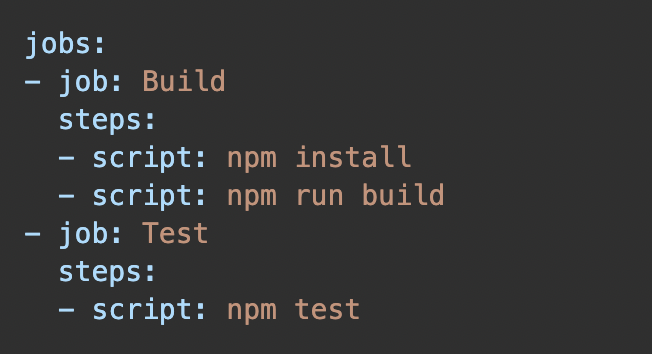 jobs:
- job: Build
  steps:
  - script: npm install
  - script: npm run build
- job: Test
  steps:
  - script: npm test